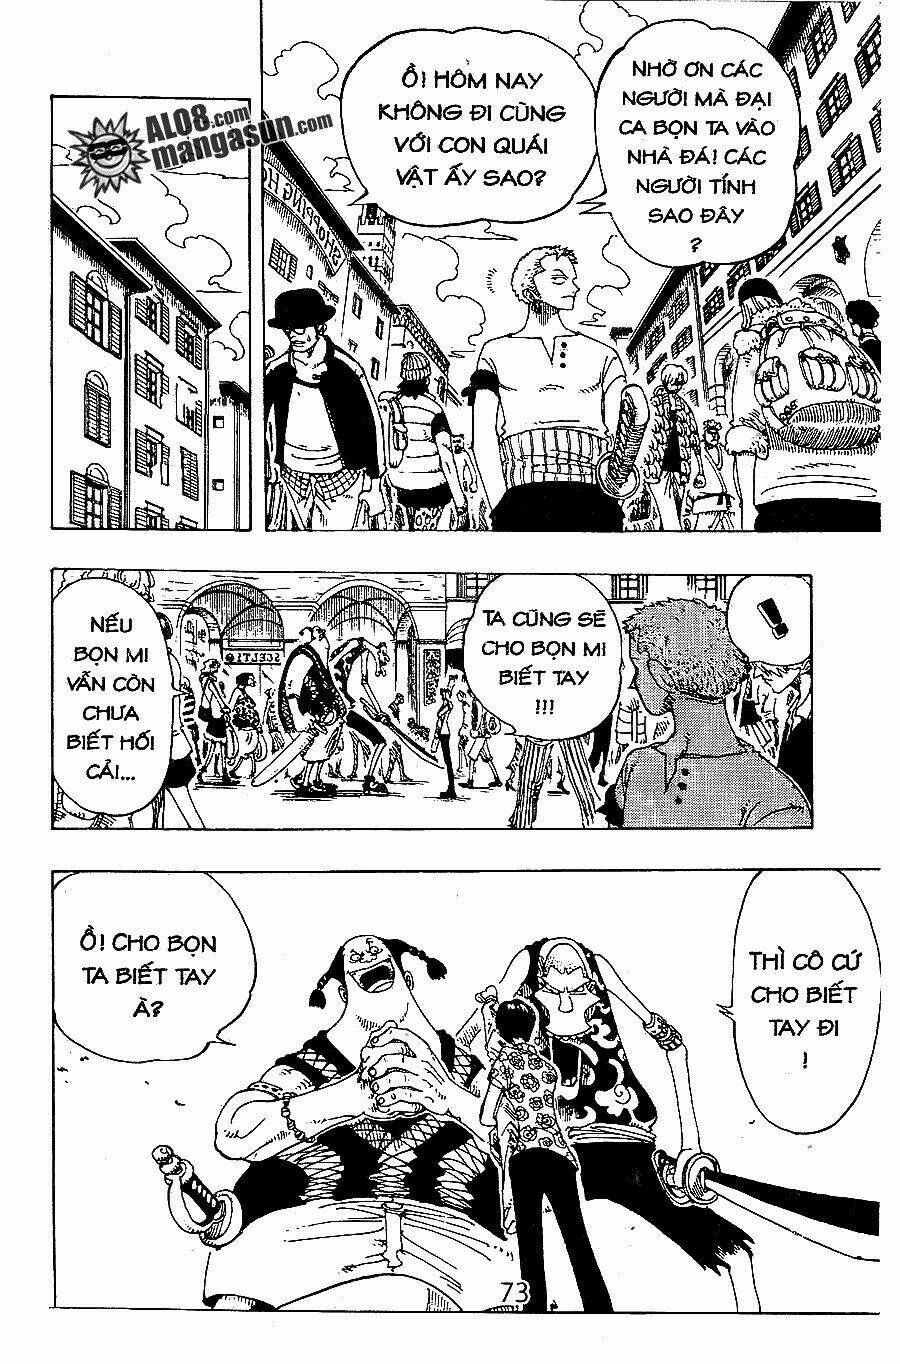 AL08.com
mangasun.com
NHỜ ƠN CÁC
NGƯỜI MÀ ĐẠI
CA BỌN TA VÀO
NHÀ ĐÁ! CÁC
NGƯỜI TÍNH
SAO ĐÂY
?
Ồ! HÔM NAY
KHÔNG ĐI CÙNG
VỚI CON QUÁI
VẬT ẤY SAO?
SHOPPING
!
TA CŨNG SẼ
CHO BỌN MI
BIẾT TAY
!!!
NẾU
BỌN MI
VẪN CÒN
CHƯA
BIẾT HỐI
CẢI...
THÌ CÔ CỨ
CHO BIẾT
TAY ĐI
!
Ồ! CHO BỌN
TA BIẾT TAY
À?
73